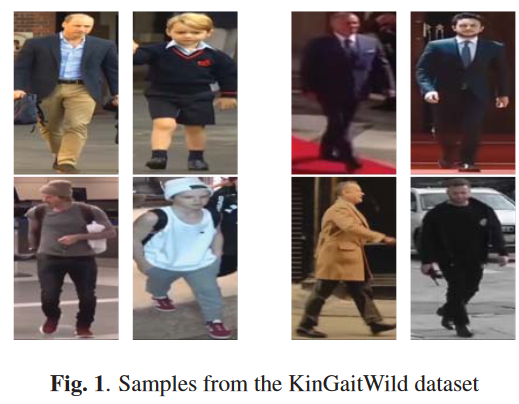 Fig. 1. Samples from the KinGaitWild dataset